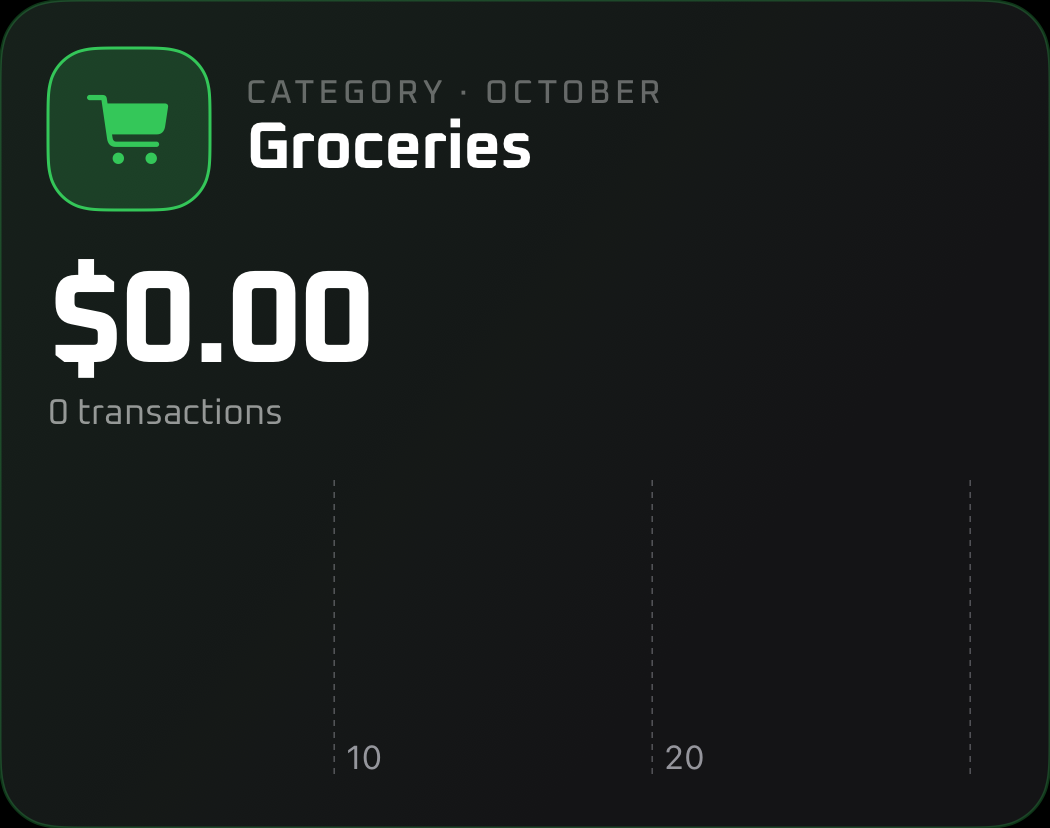 CATEGORY · OCTOBER
Groceries
$0.00
0 transactions
10
20